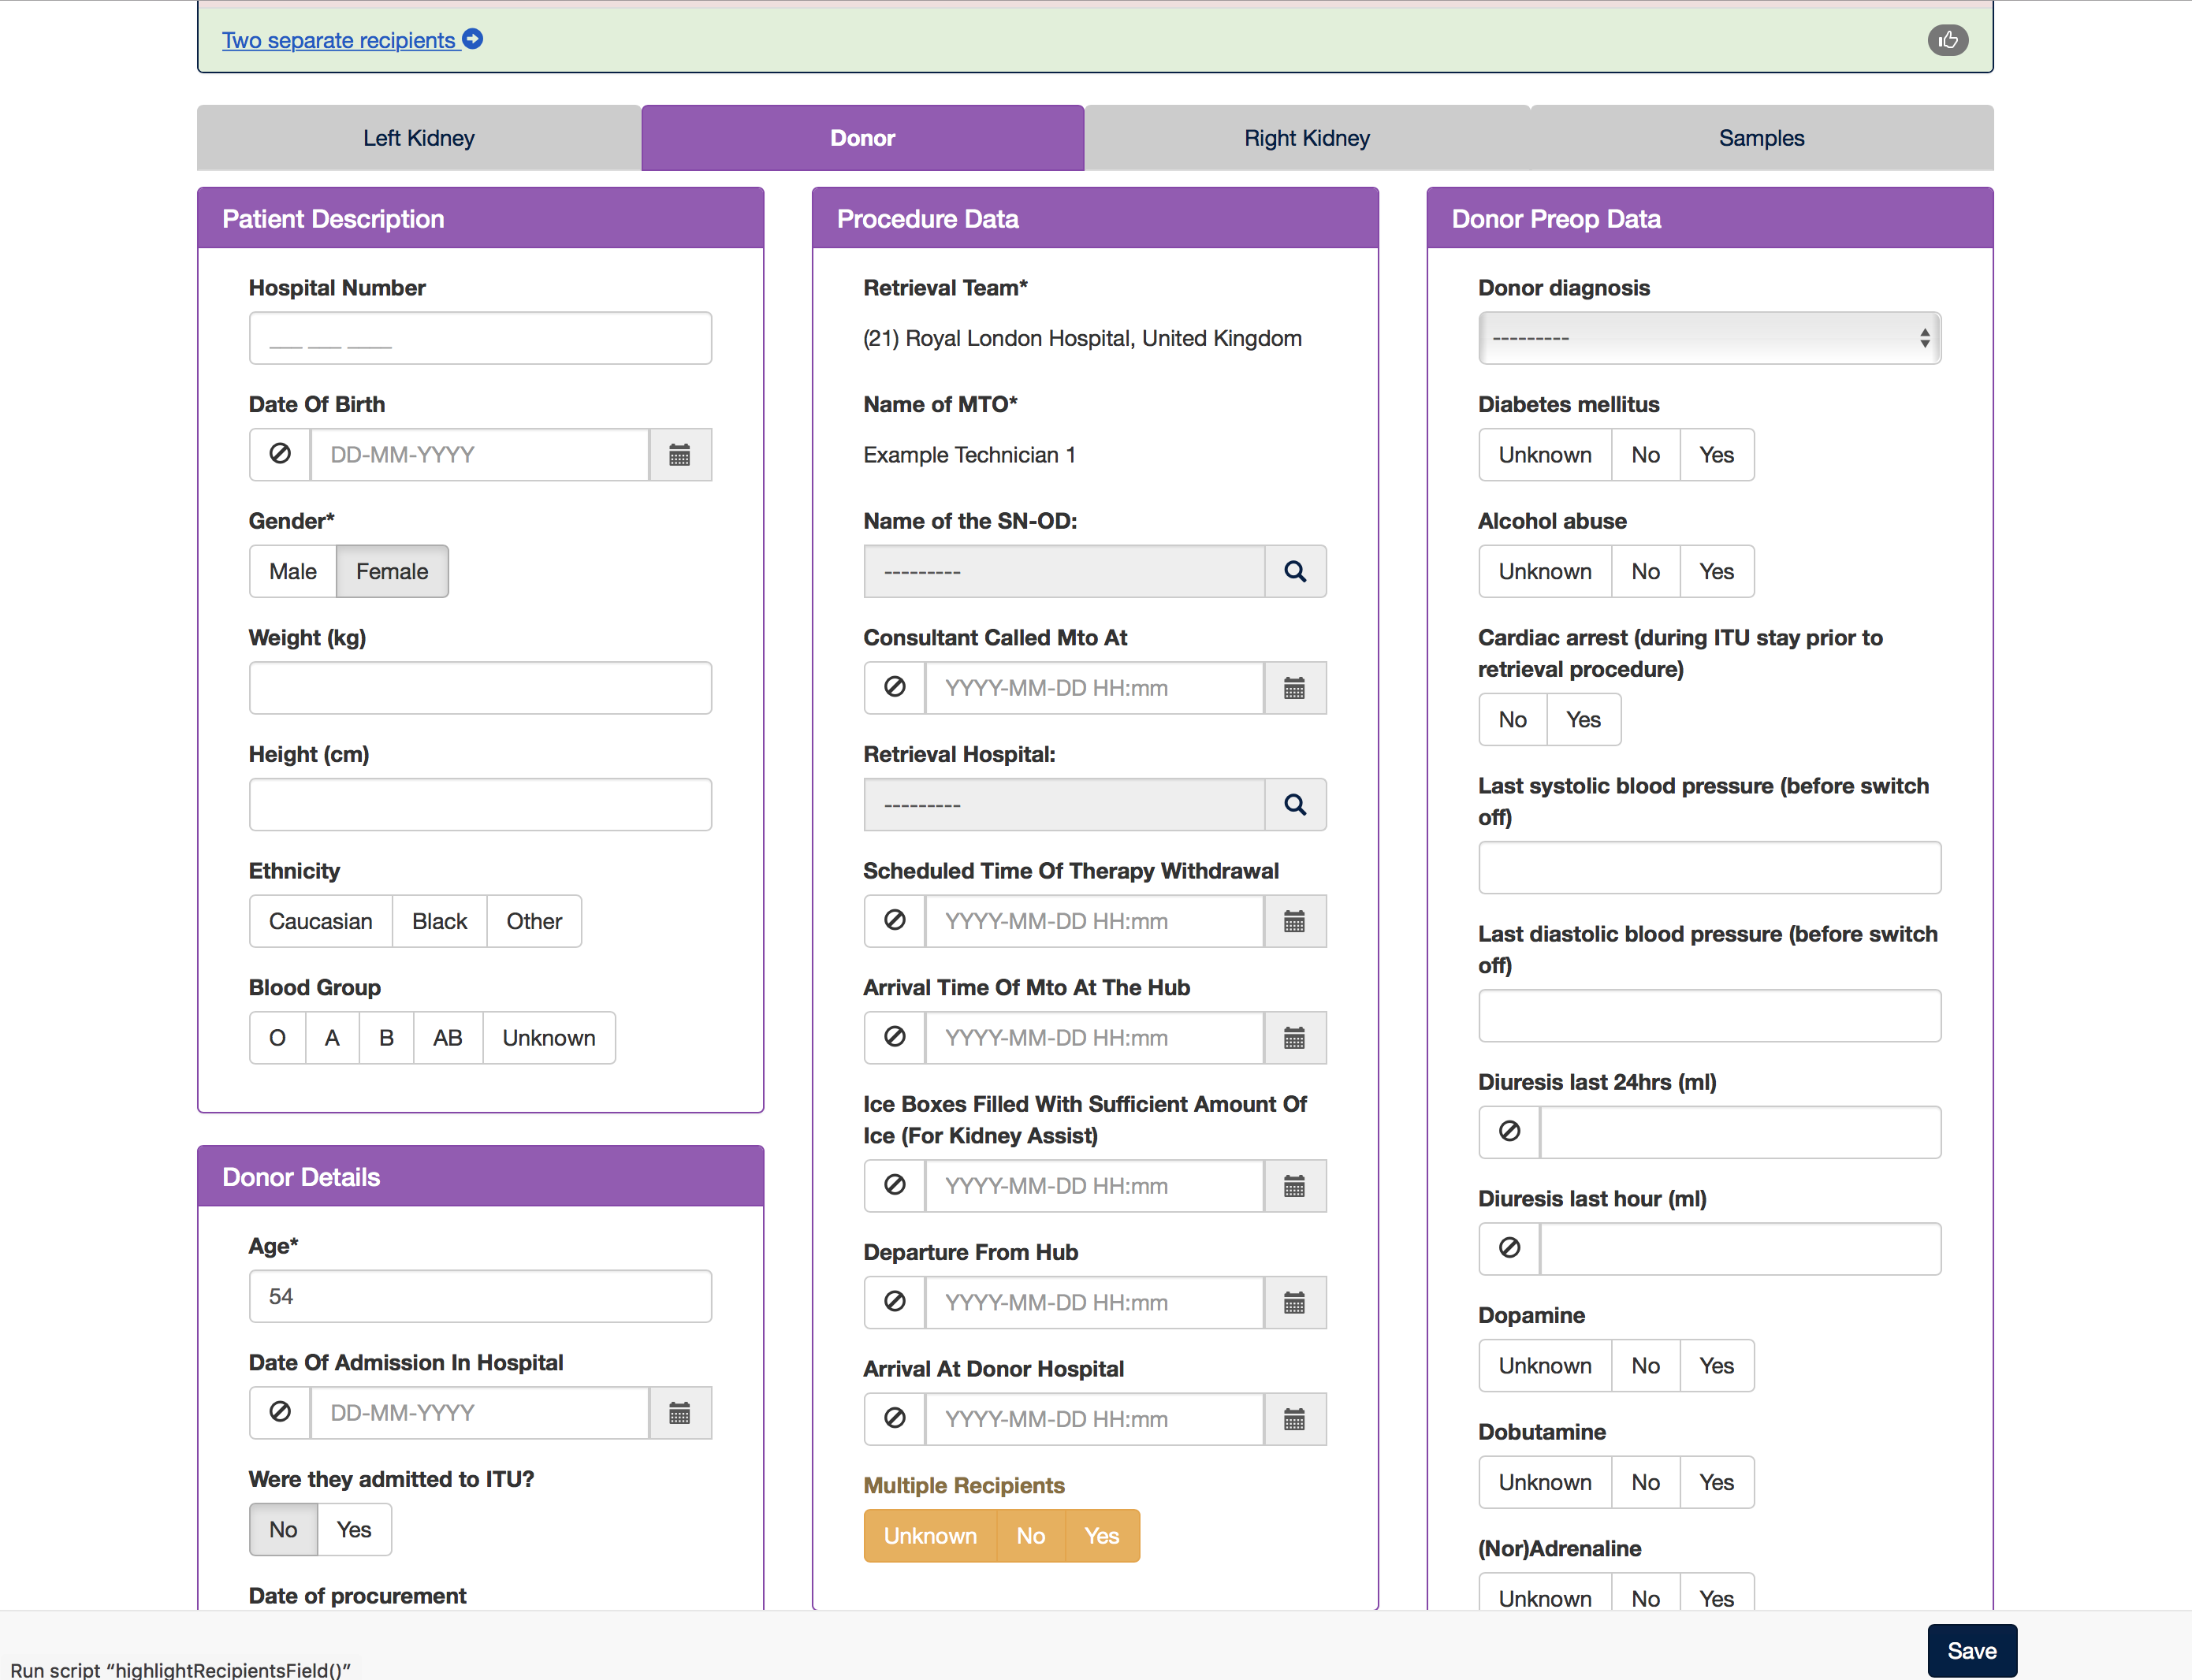 Two separate recipients
Left Kidney
Donor
Right Kidney
Samples
Patient Description
Hospital Number
___ ___ ____
Date Of Birth
DD-MM-YYYY
Gender*
Male Female
Weight (kg)
Height (cm)
Ethnicity
Caucasian Black Other
Blood Group
O A B AB Unknown
Donor Details
Age*
54
Date Of Admission In Hospital
DD-MM-YYYY
Were they admitted to ITU?
No Yes
Date of procurement
Procedure Data
Retrieval Team*
(21) Royal London Hospital, United Kingdom
Name of MTO*
Example Technician 1
Name of the SN-OD:
---------
Consultant Called Mto At
YYYY-MM-DD HH:mm
Retrieval Hospital:
---------
Scheduled Time Of Therapy Withdrawal
YYYY-MM-DD HH:mm
Arrival Time Of Mto At The Hub
YYYY-MM-DD HH:mm
Ice Boxes Filled With Sufficient Amount Of
Ice (For Kidney Assist)
YYYY-MM-DD HH:mm
Departure From Hub
YYYY-MM-DD HH:mm
Arrival At Donor Hospital
YYYY-MM-DD HH:mm
Multiple Recipients
Unknown No Yes
Donor Preop Data
Donor diagnosis
---------
Diabetes mellitus
Unknown No Yes
Alcohol abuse
Unknown No Yes
Cardiac arrest (during ITU stay prior to
retrieval procedure)
No Yes
Last systolic blood pressure (before switch
off)
Last diastolic blood pressure (before switch
off)
Diuresis last 24hrs (ml)
Diuresis last hour (ml)
Dopamine
Unknown No Yes
Dobutamine
Unknown No Yes
(Nor)Adrenaline
Unknown No Yes
Save
Run script “highlightRecipientsField()”